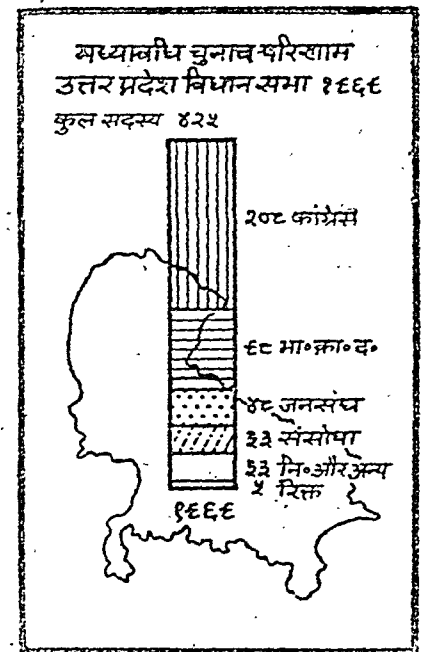 मध्यावधि चुनाव परिणाम
उत्तर प्रदेश विधान सभा १९६९
कुल सदस्य ४२५
२०८ कांग्रेस
९८ भा॰क्रा॰द॰
४८ जनसंघ
३३ संसोपा
३३ नि॰ और अन्य
५ रिक्त
१९६९